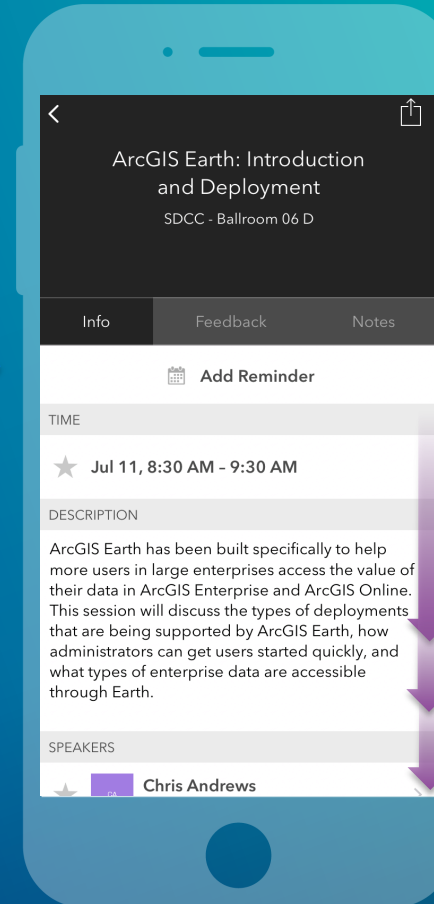 ArcGIS Earth: Introduction
and Deployment
SDCC - Ballroom 06 D
Info
Feedback
Notes
Add Reminder
TIME
Jul 11, 8:30 AM – 9:30 AM
DESCRIPTION
ArcGIS Earth has been built specifically to help
more users in large enterprises access the value of
their data in ArcGIS Enterprise and ArcGIS Online.
This session will discuss the types of deployments
that are being supported by ArcGIS Earth, how
administrators can get users started quickly, and
what types of enterprise data are accessible
through Earth.
SPEAKERS
CA
Chris Andrews